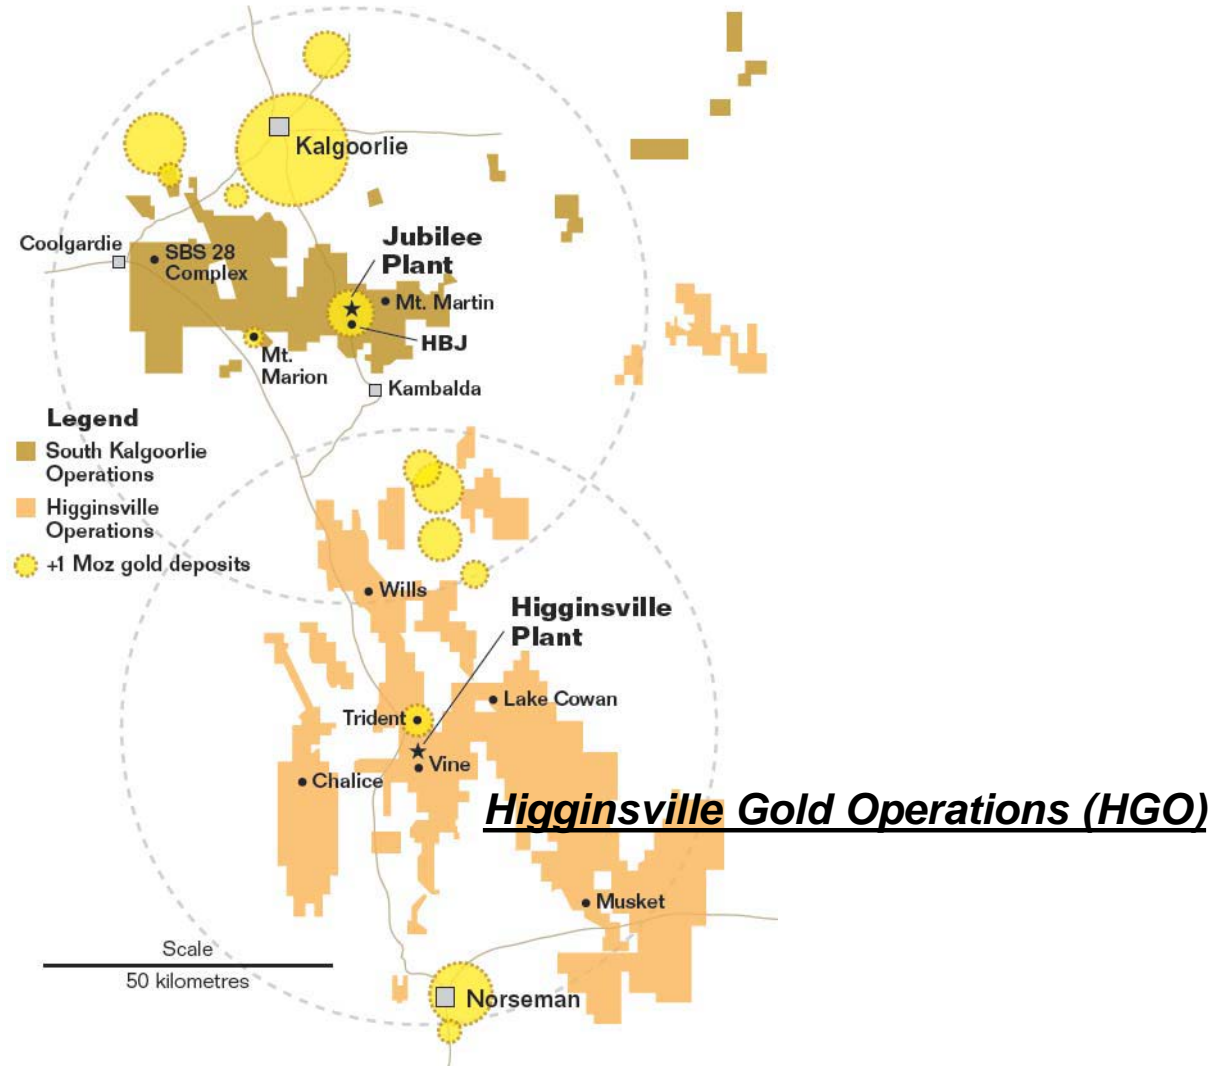 Kalgoorlie
Jubilee
Plant
Coolgardie
SBS 28
Complex
Mt. Martin
HBJ
Mt.
Marion
Kambalda
Legend
South Kalgoorlie
Operations
Higginsville
Operations
+1 Moz gold deposits
Wills
Higginsville
Plant
Lake Cowan
Trident
Vine
Chalice
Higginsville Gold Operations (HGO)
Musket
Scale
50 kilometres
Norseman